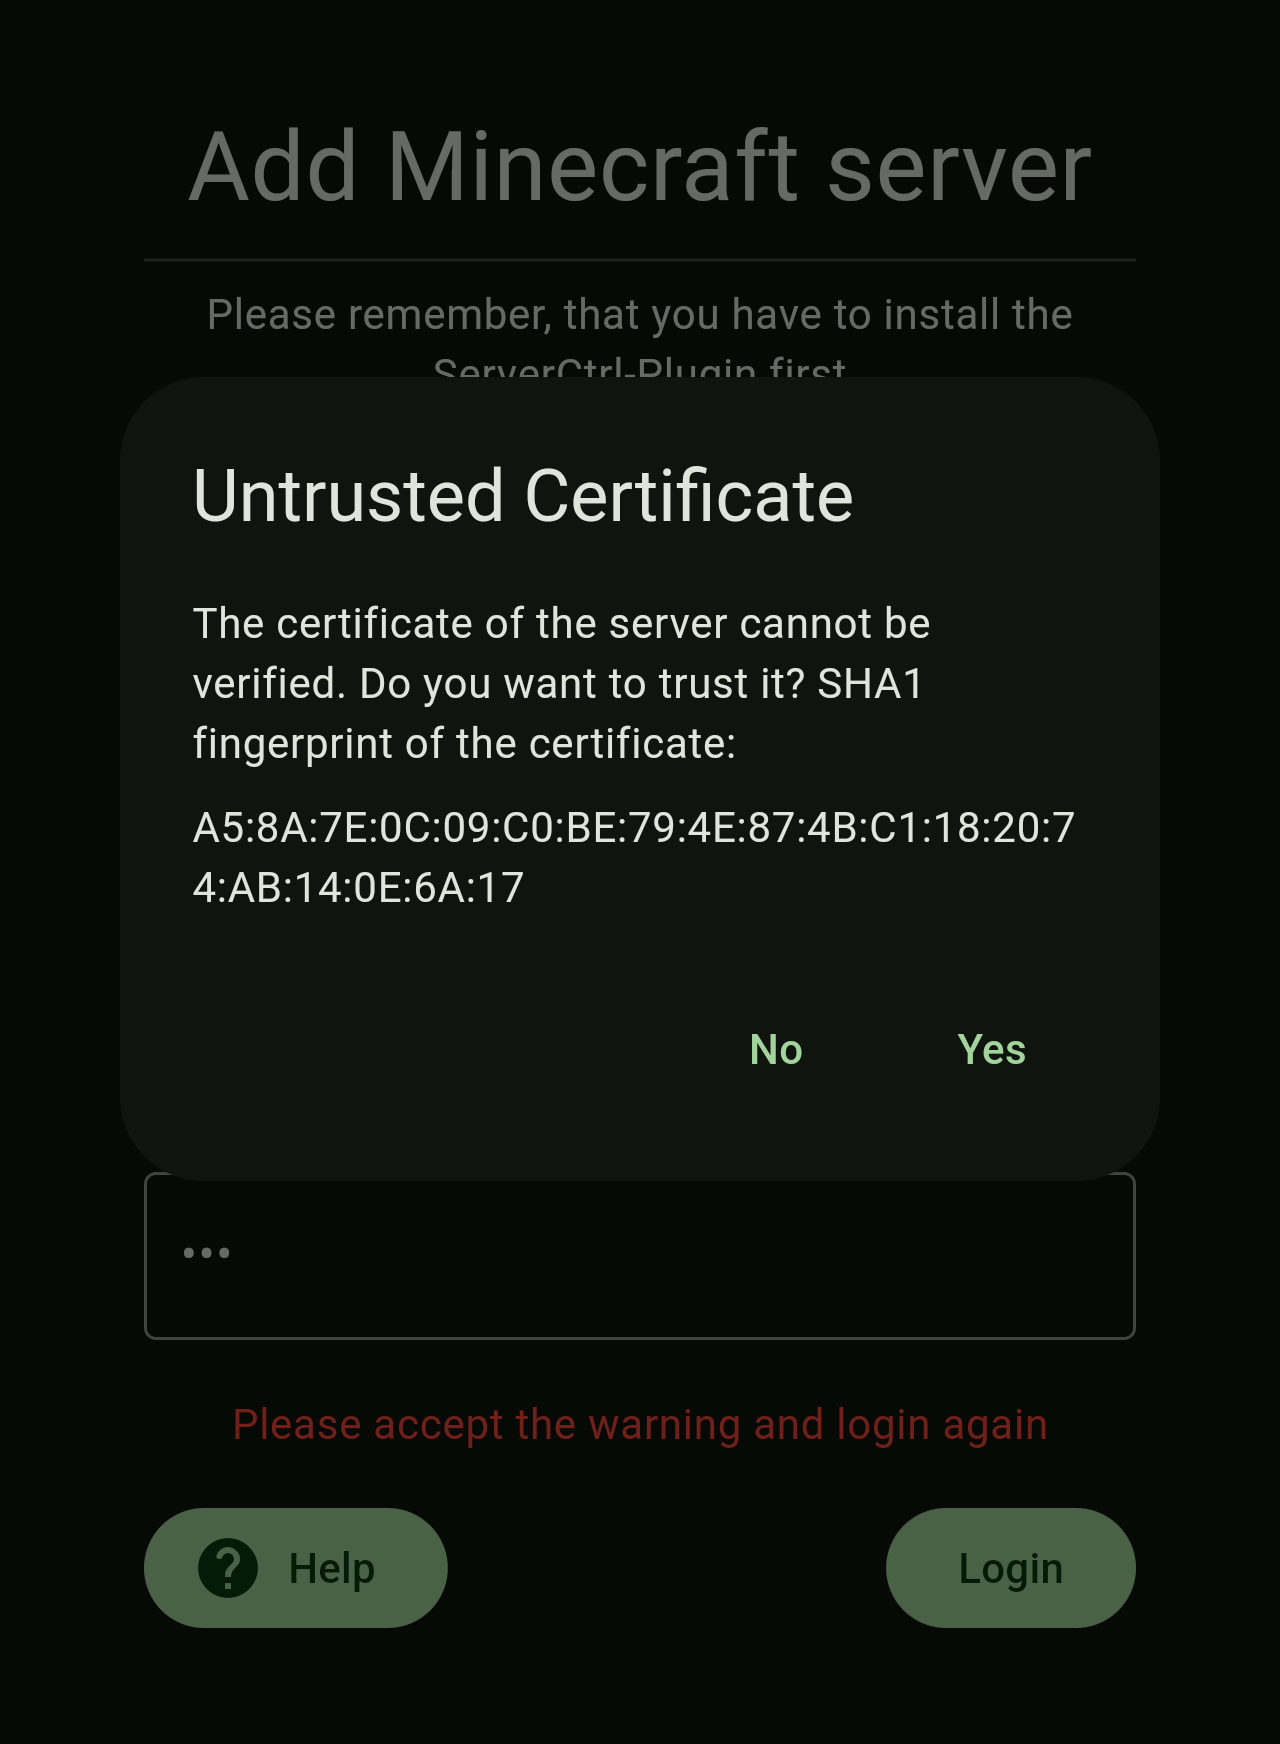 Add Minecraft server
Please remember, that you have to install the
ServerCtrl-Plugin first
Untrusted Certificate
The certificate of the server cannot be
verified. Do you want to trust it? SHA1
fingerprint of the certificate:
A5:8A:7E:0C:09:C0:BE:79:4E:87:4B:C1:18:20:7
4:AB:14:0E:6A:17
No Yes
•••
Please accept the warning and login again
Help Login